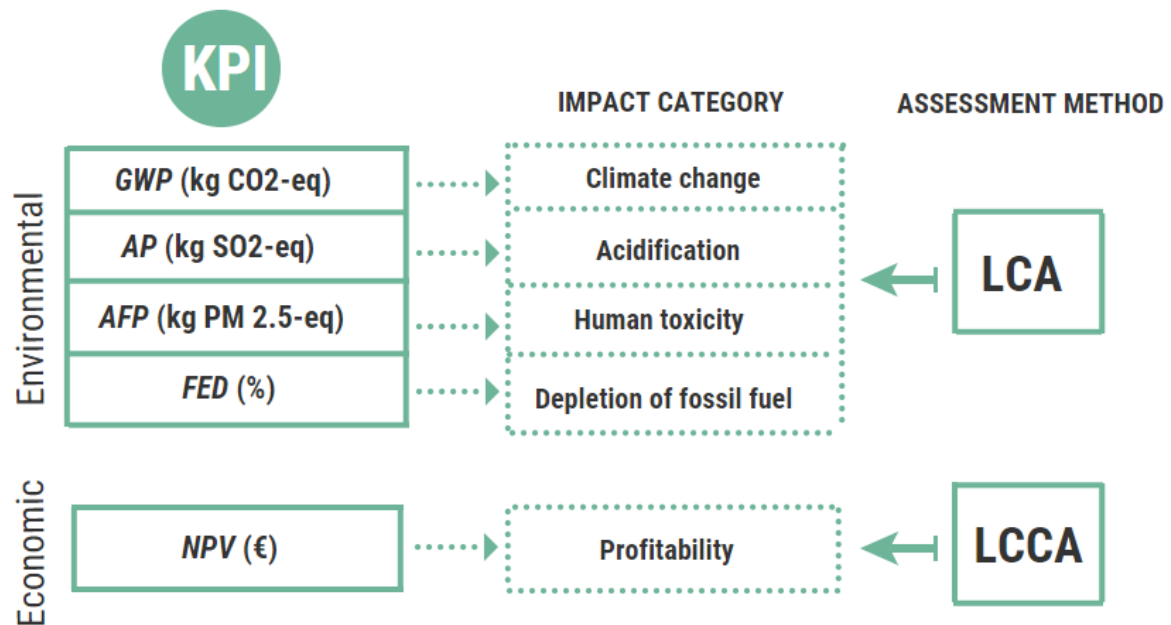 KPI
IMPACT CATEGORY
ASSESSMENT METHOD
Environmental
GWP (kg CO2-eq)
Climate change
AP (kg SO2-eq)
Acidification
LCA
AFP (kg PM 2.5-eq)
Human toxicity
FED (%)
Depletion of fossil fuel
Economic
NPV (€)
Profitability
LCCA